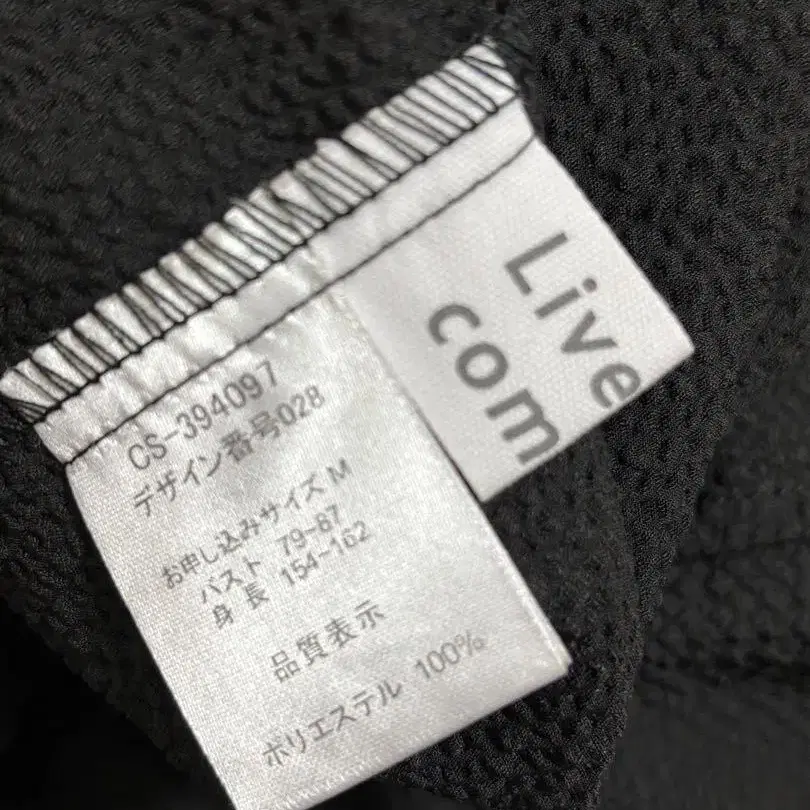 CS-394097
デザイン番号028
お申し込みサイズ M
バスト 79-87
身長 154-162
品質表示
ポリエステル 100%
Live
com